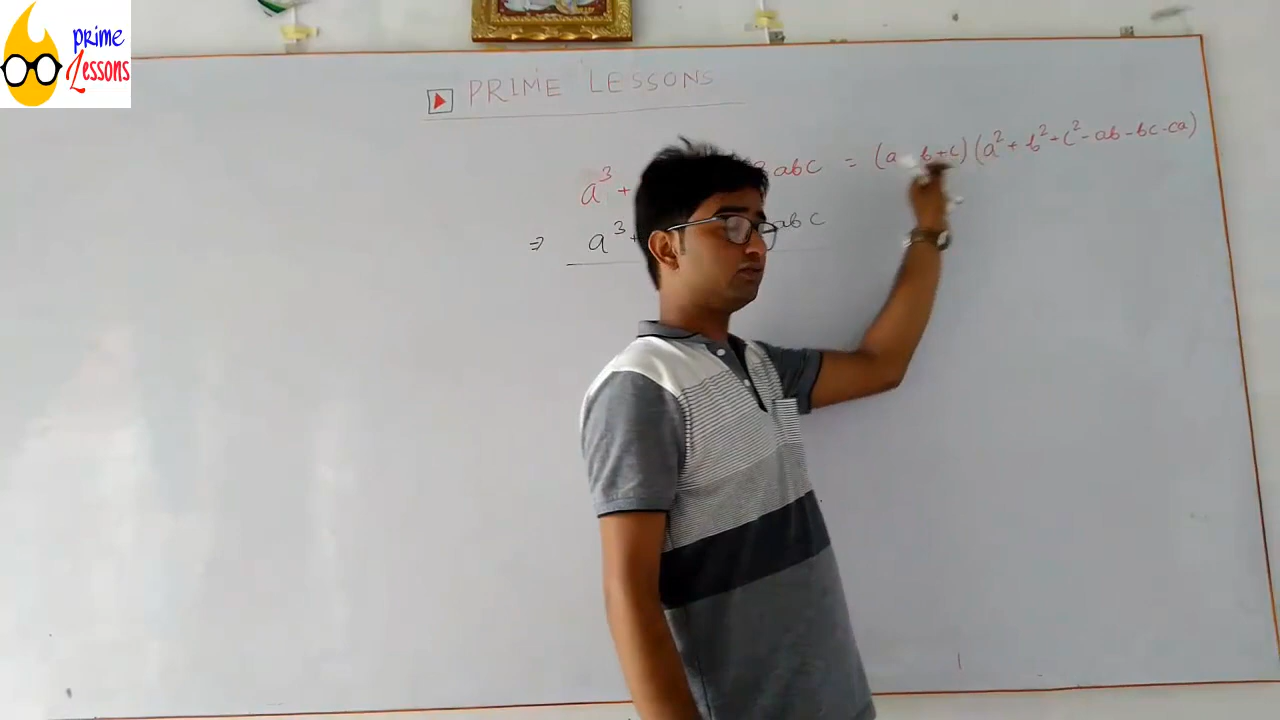 prime
Lessons
PRIME LESSONS
a³ + abc = (a b + c) (a² + b² + c² - ab - bc - ca)
⇒ a³ + abc